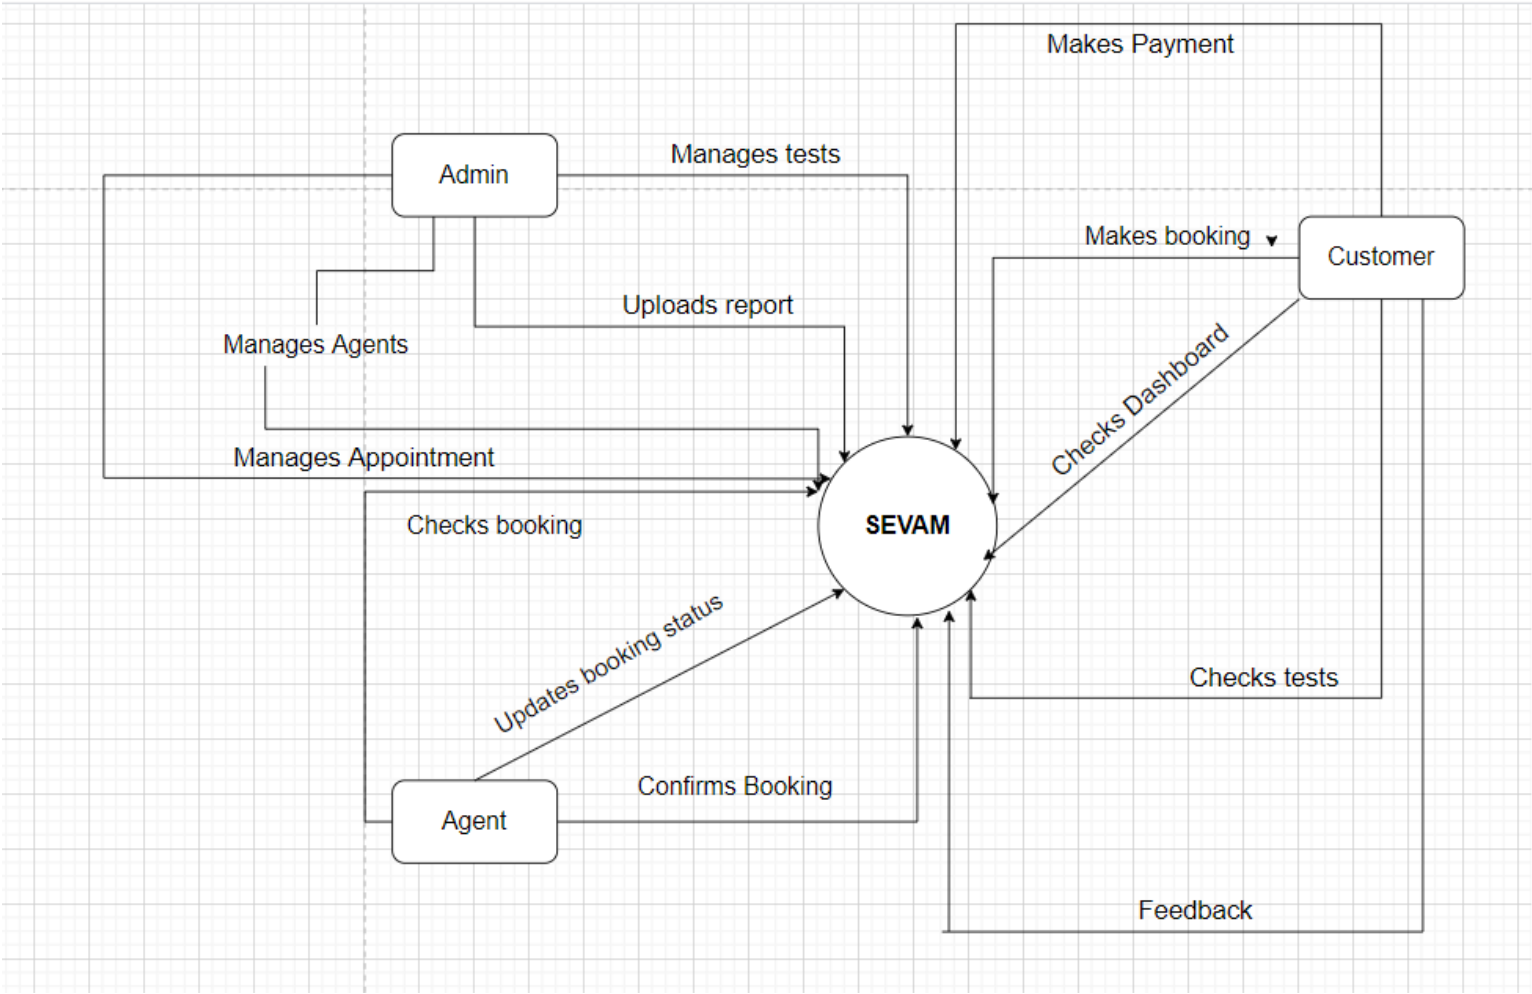 Makes Payment
Manages tests
Admin
Makes booking
Customer
Uploads report
Manages Agents
Checks Dashboard
Manages Appointment
Checks booking
SEVAM
Updates booking status
Checks tests
Confirms Booking
Agent
Feedback